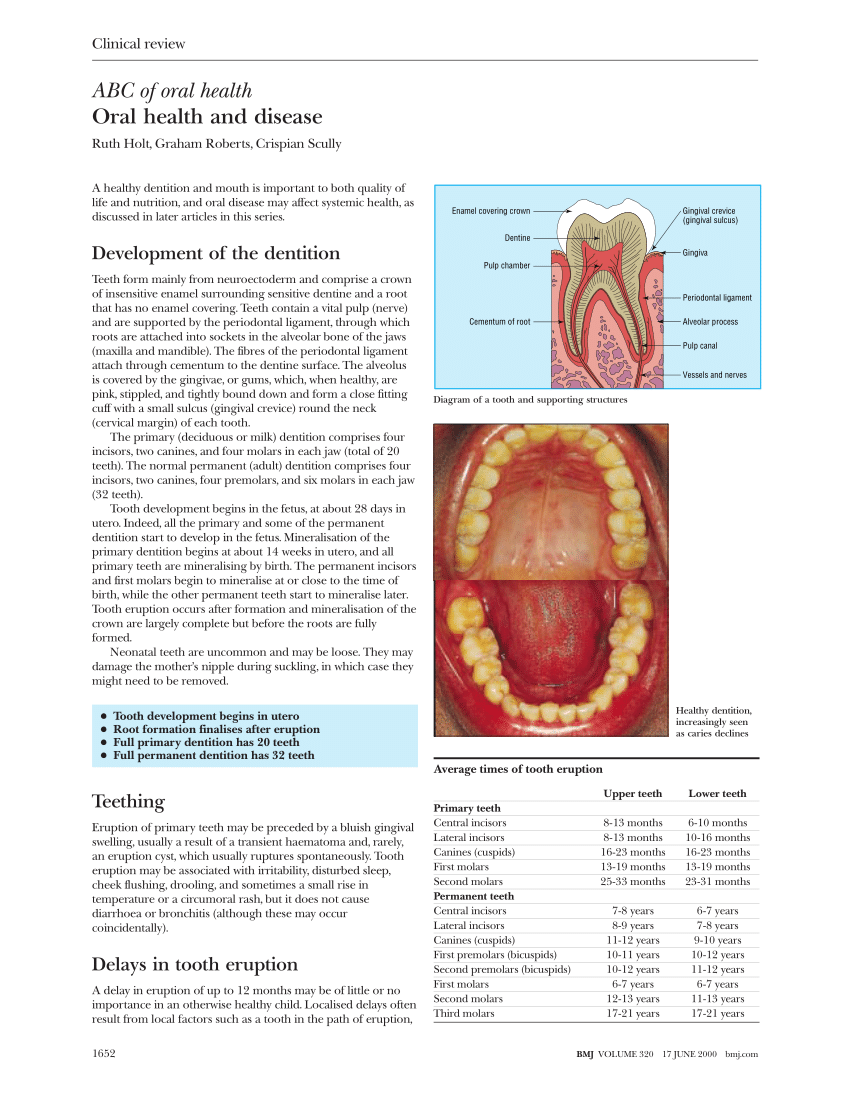 Clinical review
ABC of oral health
Oral health and disease
Ruth Holt, Graham Roberts, Crispian Scully
A healthy dentition and mouth is important to both quality of
life and nutrition, and oral disease may affect systemic health, as
discussed in later articles in this series.
Development of the dentition
Teeth form mainly from neuroectoderm and comprise a crown
of insensitive enamel surrounding sensitive dentine and a root
that has no enamel covering. Teeth contain a vital pulp (nerve)
and are supported by the periodontal ligament, through which
roots are attached into sockets in the alveolar bone of the jaws
(maxilla and mandible). The fibres of the periodontal ligament
attach through cementum to the dentine surface. The alveolus
is covered by the gingivae, or gums, which, when healthy, are
pink, stippled, and tightly bound down and form a close fitting
cuff with a small sulcus (gingival crevice) round the neck
(cervical margin) of each tooth.
The primary (deciduous or milk) dentition comprises four
incisors, two canines, and four molars in each jaw (total of 20
teeth). The normal permanent (adult) dentition comprises four
incisors, two canines, four premolars, and six molars in each jaw
(32 teeth).
Tooth development begins in the fetus, at about 28 days in
utero. Indeed, all the primary and some of the permanent
dentition start to develop in the fetus. Mineralisation of the
primary dentition begins at about 14 weeks in utero, and all
primary teeth are mineralising by birth. The permanent incisors
and first molars begin to mineralise at or close to the time of
birth, while the other permanent teeth start to mineralise later.
Tooth eruption occurs after formation and mineralisation of the
crown are largely complete but before the roots are fully
formed.
Neonatal teeth are uncommon and may be loose. They may
damage the mother's nipple during suckling, in which case they
might need to be removed.
● Tooth development begins in utero
● Root formation finalises after eruption
● Full primary dentition has 20 teeth
● Full permanent dentition has 32 teeth
Teething
Eruption of primary teeth may be preceded by a bluish gingival
swelling, usually a result of a transient haematoma and, rarely,
an eruption cyst, which usually ruptures spontaneously. Tooth
eruption may be associated with irritability, disturbed sleep,
cheek flushing, drooling, and sometimes a small rise in
temperature or a circumoral rash, but it does not cause
diarrhoea or bronchitis (although these may occur
coincidentally).
Delays in tooth eruption
A delay in eruption of up to 12 months may be of little or no
importance in an otherwise healthy child. Localised delays often
result from local factors such as a tooth in the path of eruption,
Enamel covering crown
Dentine
Pulp chamber
Cementum of root
Gingival crevice
(gingival sulcus)
Gingiva
Periodontal ligament
Alveolar process
Pulp canal
Vessels and nerves
Diagram of a tooth and supporting structures
Healthy dentition,
increasingly seen
as caries declines
Average times of tooth eruption
Upper teeth Lower teeth
Primary teeth
Central incisors 8-13 months 6-10 months
Lateral incisors 8-13 months 10-16 months
Canines (cuspids) 16-23 months 16-23 months
First molars 13-19 months 13-19 months
Second molars 25-33 months 23-31 months
Permanent teeth
Central incisors 7-8 years 6-7 years
Lateral incisors 8-9 years 7-8 years
Canines (cuspids) 11-12 years 9-10 years
First premolars (bicuspids) 10-11 years 10-12 years
Second premolars (bicuspids) 10-12 years 11-12 years
First molars 6-7 years 6-7 years
Second molars 12-13 years 11-13 years
Third molars 17-21 years 17-21 years
1652
BMJ VOLUME 320 17 JUNE 2000 bmj.com